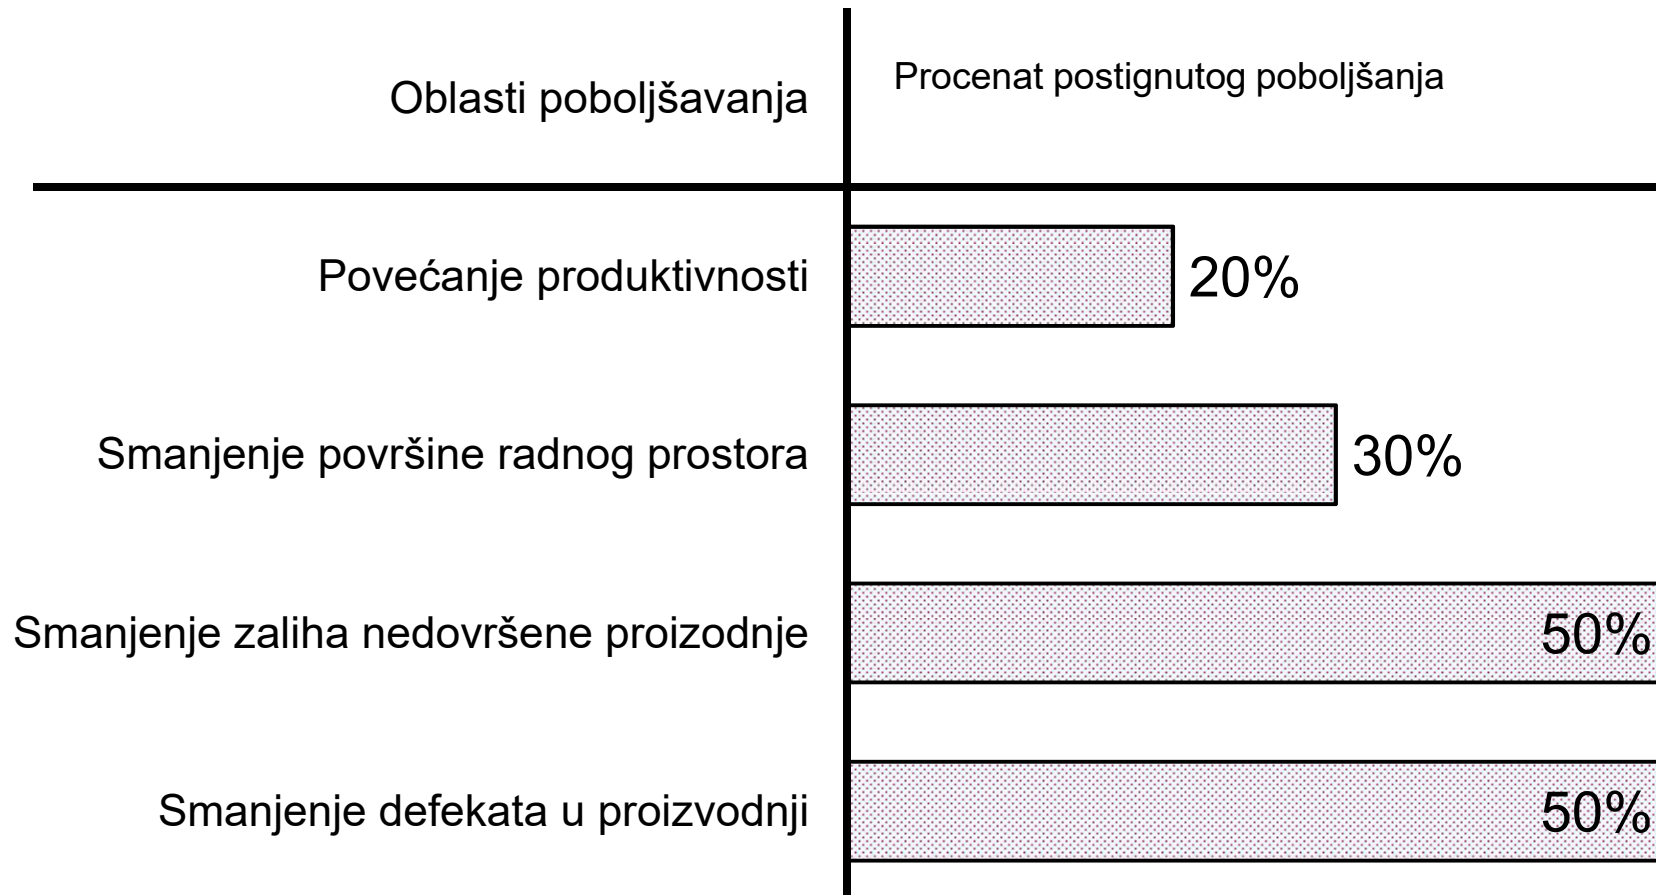 Oblasti poboljšavanja
Procenat postignutog poboljšanja
Povećanje produktivnosti
20%
Smanjenje površine radnog prostora
30%
Smanjenje zaliha nedovršene proizodnje
50%
Smanjenje defekata u proizvodnji
50%